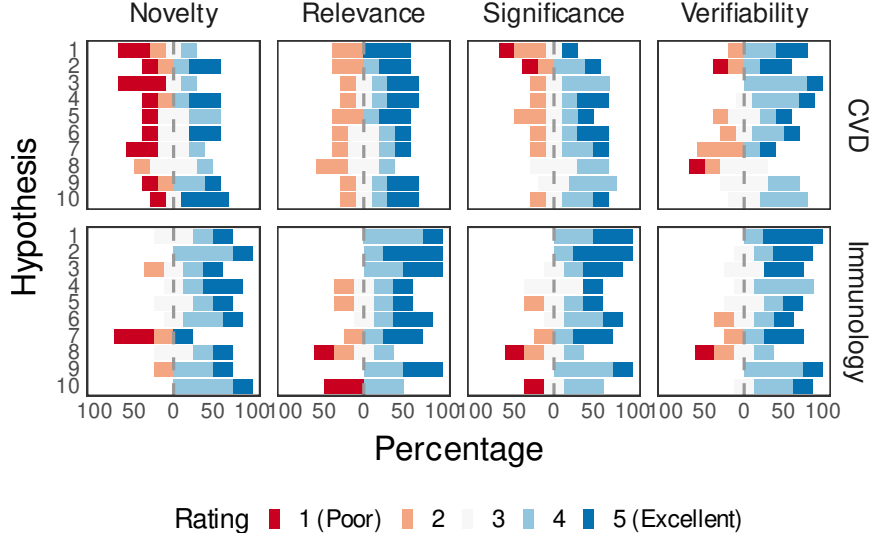 Novelty Relevance Significance Verifiability
Hypothesis
1
2
3
4
5
6
7
8
9
10
CVD
1
2
3
4
5
6
7
8
9
10
Immunology
100 50 0 50 100 100 50 0 50 100 100 50 0 50 100 100 50 0 50 100
Percentage
Rating 1 (Poor) 2 3 4 5 (Excellent)